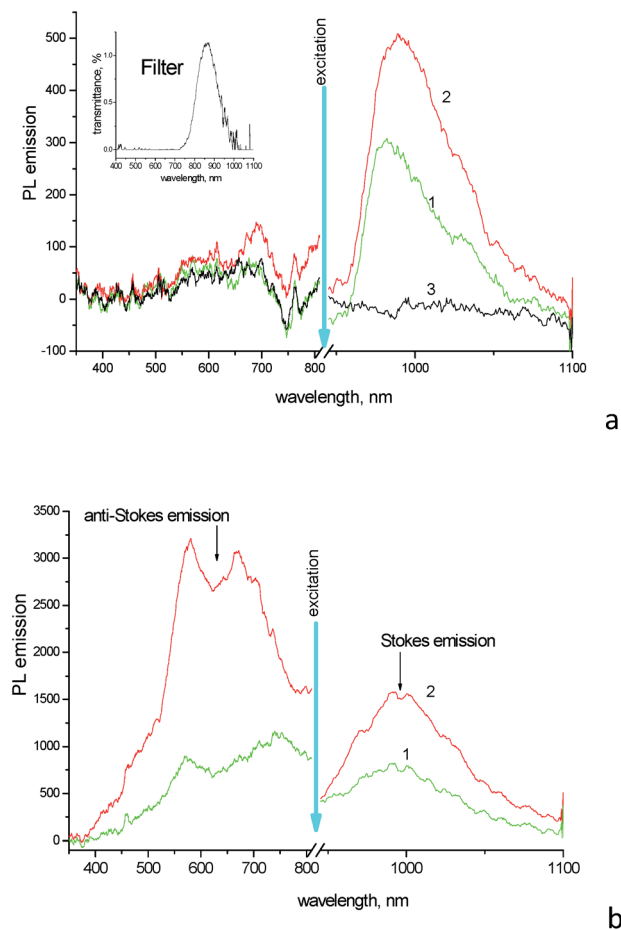 500
400
300
200
100
0
-100
PL emission
1.0
0.5
0.0
transmittance, %
Filter
400 500 600 700 800 900 1000 1100
wavelength, nm
excitation
2
1
3
400 500 600 700 800 1000 1100
wavelength, nm
a
3500
3000
2500
2000
1500
1000
500
0
PL emission
anti-Stokes emission
excitation
Stokes emission
2
1
400 500 600 700 800 1000 1100
wavelength, nm
b